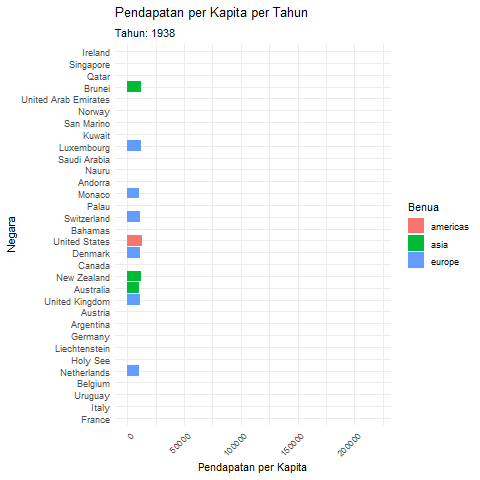 Pendapatan per Kapita per Tahun
Tahun: 1938
Ireland
Singapore
Qatar
Brunei
United Arab Emirates
Norway
San Marino
Kuwait
Luxembourg
Saudi Arabia
Nauru
Andorra
Monaco
Palau
Switzerland
Bahamas
United States
Denmark
Canada
New Zealand
Australia
United Kingdom
Austria
Argentina
Germany
Liechtenstein
Holy See
Netherlands
Belgium
Uruguay
Italy
France
Negara
0
50000
100000
150000
200000
Pendapatan per Kapita
Benua
americas
asia
europe